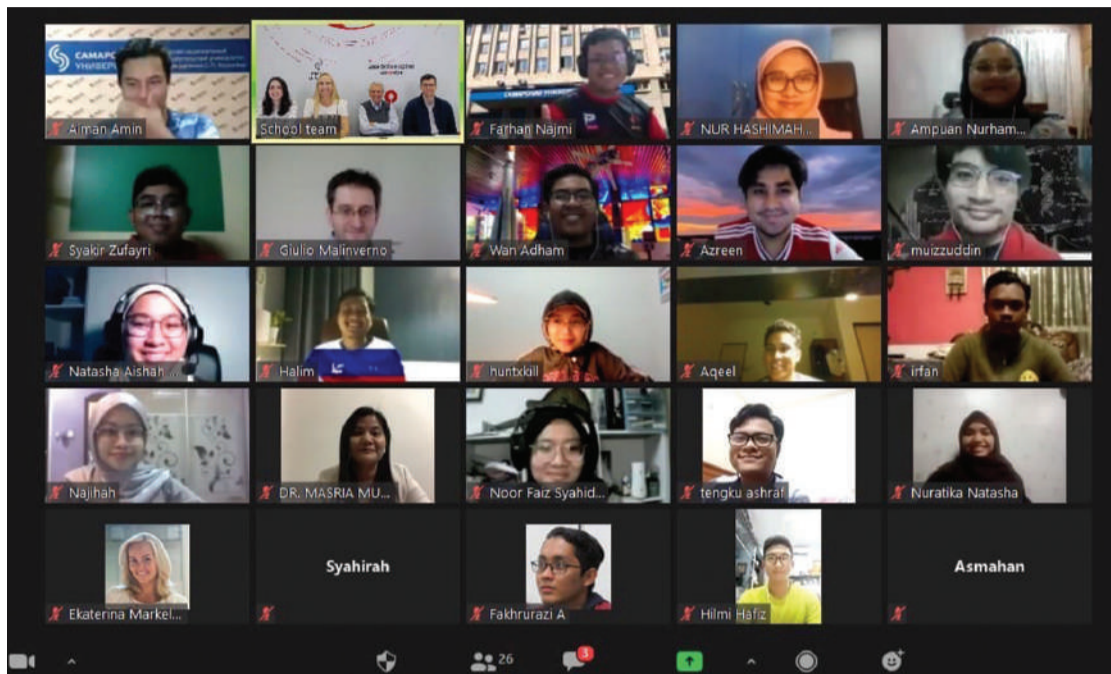 САМАРС
УНИВЕРС
Aiman Amin
School team
Farhan Najmi
NUR HASHIMAH...
Ampuan Nurham...
Syakir Zufayri
Giulio Malinverno
Wan Adham
Azreen
muizzuddin
Natasha Aishah ...
Halim
huntxkill
Aqeel
irfan
Najihah
DR. MASRIA MU...
Noor Faiz Syahid...
tengku ashraf
Nuratika Natasha
Ekaterina Markel...
Syahirah
Fakhrurazi A
Hilmi Hafiz
Asmahan
26
3